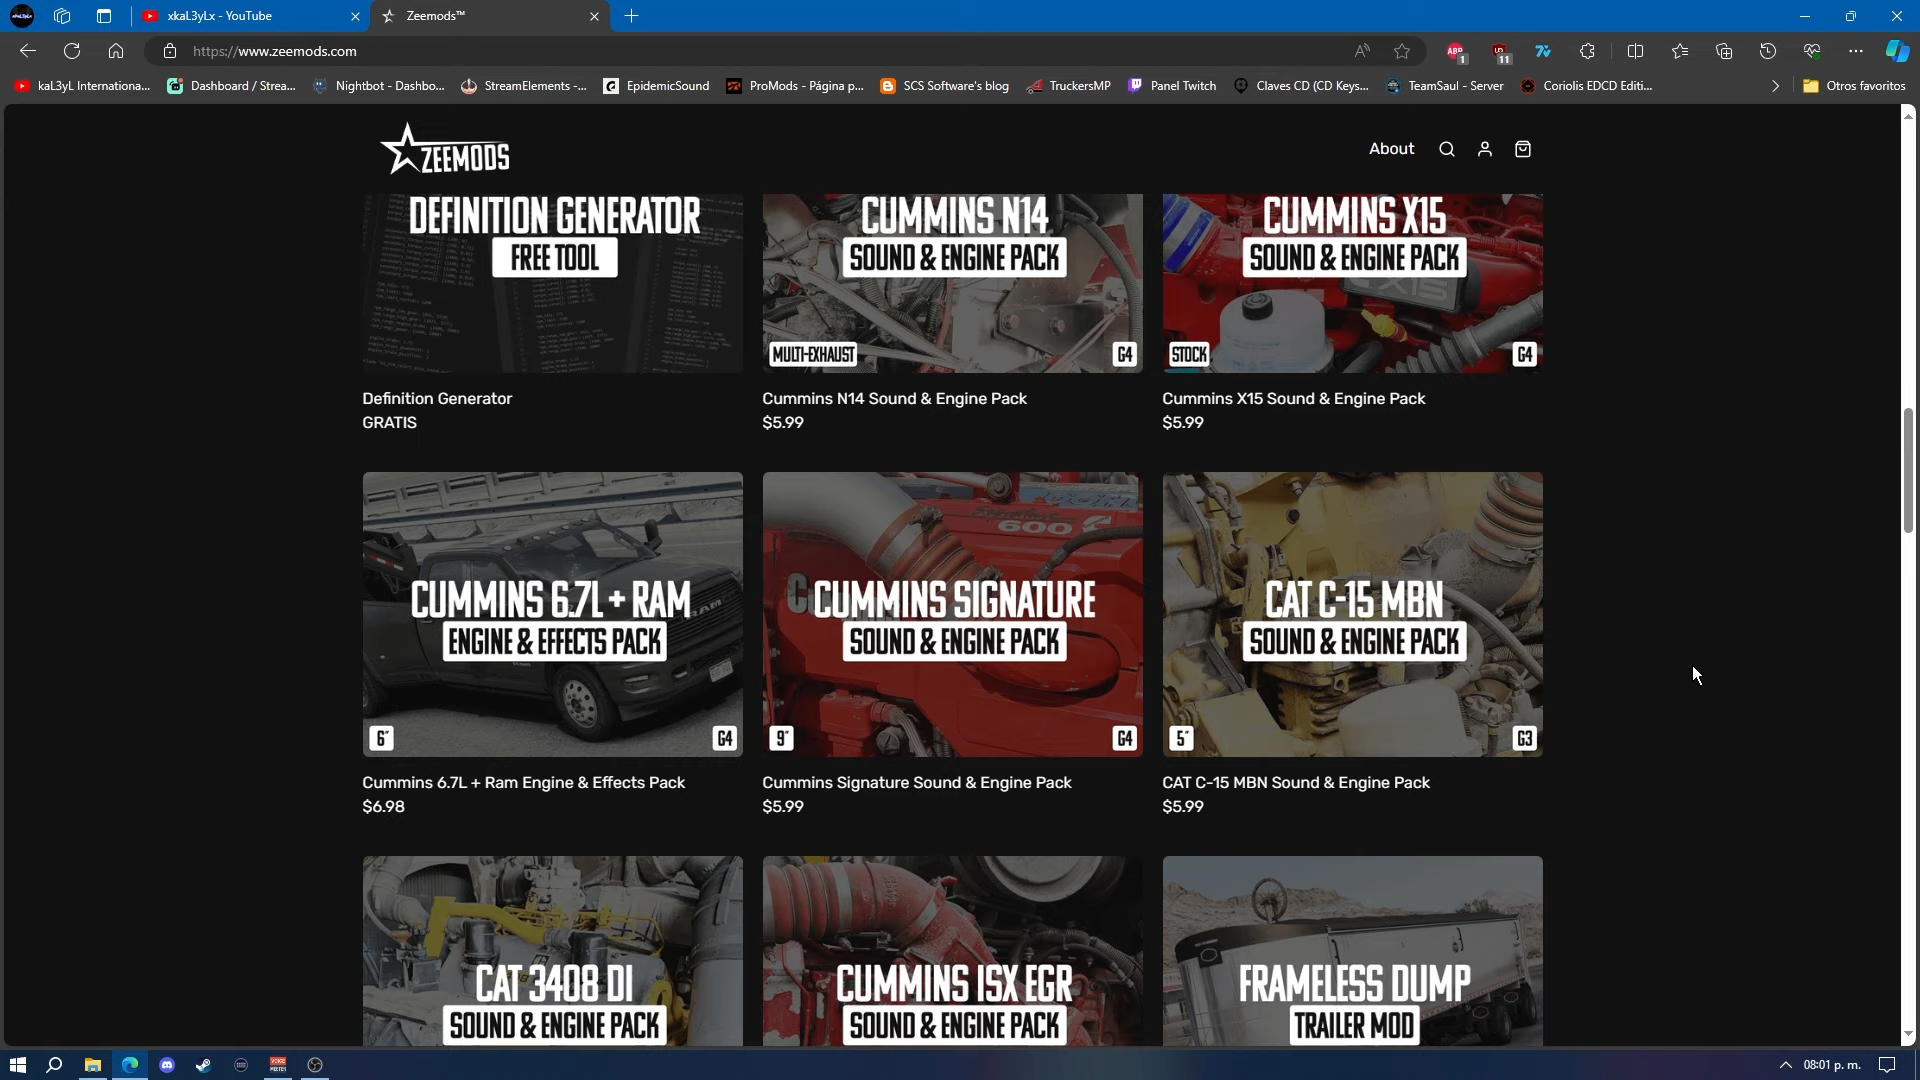 xkaL3yLx - YouTube
Zeemods™
https://www.zeemods.com
1
11
kaL3yL Internationa...
Dashboard / Strea...
Nightbot - Dashbo...
StreamElements -...
EpidemicSound
ProMods - Página p...
SCS Software's blog
TruckersMP
Panel Twitch
Claves CD (CD Keys...
TeamSaul - Server
Coriolis EDCD Editi...
Otros favoritos
ZEEMODS
About
DEFINITION GENERATOR
FREE TOOL
Definition Generator
GRATIS
CUMMINS N14
SOUND & ENGINE PACK
MULTI-EXHAUST
G4
Cummins N14 Sound & Engine Pack
$5.99
CUMMINS X15
SOUND & ENGINE PACK
STOCK
G4
Cummins X15 Sound & Engine Pack
$5.99
CUMMINS 6.7L + RAM
ENGINE & EFFECTS PACK
6"
G4
Cummins 6.7L + Ram Engine & Effects Pack
$6.98
600
CUMMINS SIGNATURE
SOUND & ENGINE PACK
9"
G4
Cummins Signature Sound & Engine Pack
$5.99
CAT C-15 MBN
SOUND & ENGINE PACK
5"
G3
CAT C-15 MBN Sound & Engine Pack
$5.99
CAT 3408 DI
SOUND & ENGINE PACK
CUMMINS ISX EGR
SOUND & ENGINE PACK
FRAMELESS DUMP
TRAILER MOD
08:01 p. m.